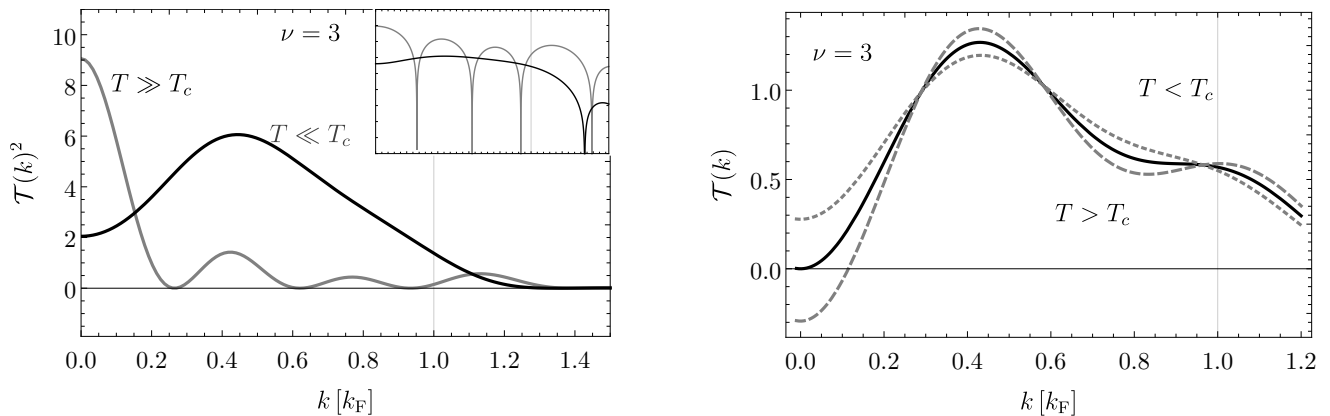 ν = 3
T ≫ T_c
T ≪ T_c
𝒯(k)²
10
8
6
4
2
0
0.0 0.2 0.4 0.6 0.8 1.0 1.2 1.4
k [k_F]
ν = 3
T < T_c
T > T_c
𝒯(k)
1.0
0.5
0.0
0.0 0.2 0.4 0.6 0.8 1.0 1.2
k [k_F]